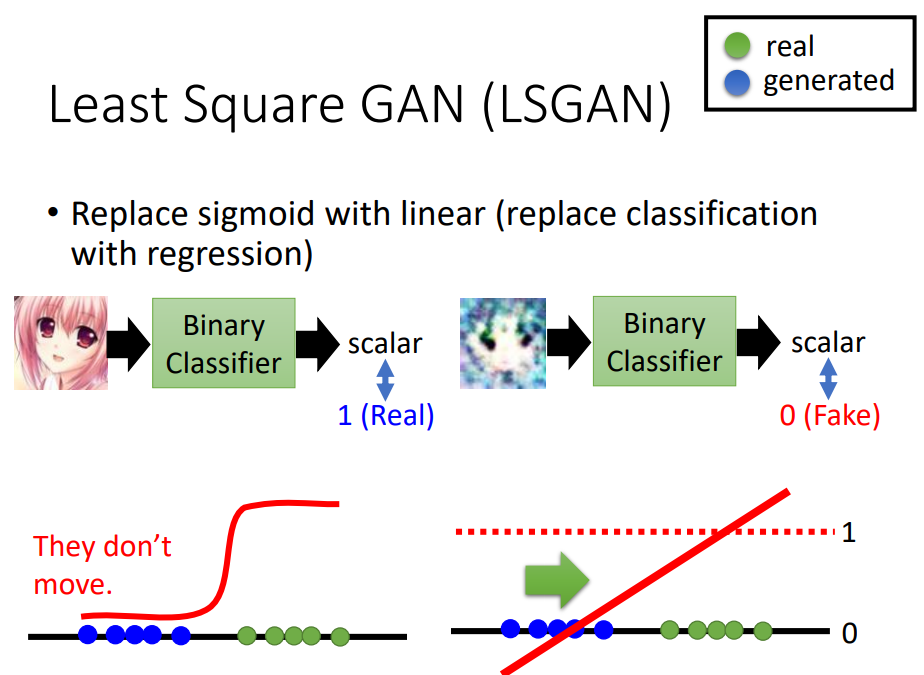 real
generated
Least Square GAN (LSGAN)
• Replace sigmoid with linear (replace classification
with regression)
Binary
Classifier
scalar
1 (Real)
Binary
Classifier
scalar
0 (Fake)
They don’t
move.
1
0